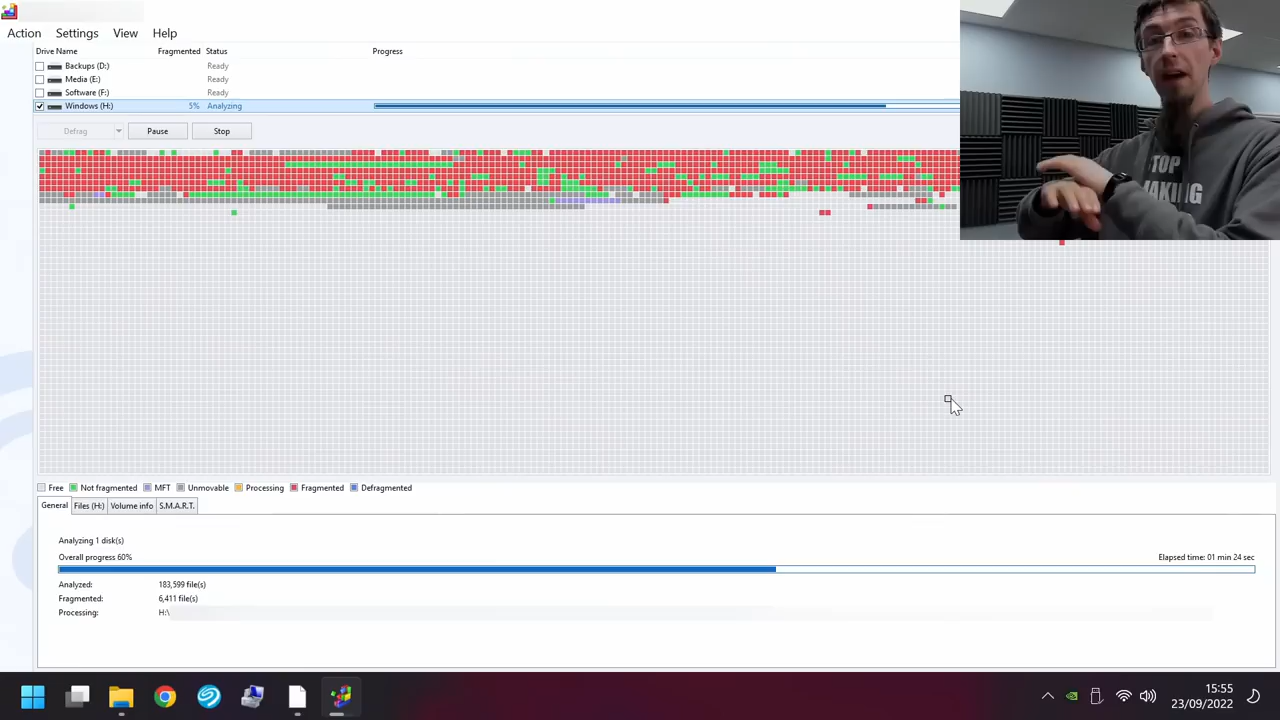 Action Settings View Help
Drive Name Fragmented Status Progress
Backups (D:) Ready
Media (E:) Ready
Software (F:) Ready
Windows (H:) 5% Analyzing
Defrag Pause Stop
TOP
MAKING
Free Not fragmented MFT Unmovable Processing Fragmented Defragmented
General Files (H:) Volume info S.M.A.R.T.
Analyzing 1 disk(s)
Overall progress 60% Elapsed time: 01 min 24 sec
Analyzed: 183,599 file(s)
Fragmented: 6,411 file(s)
Processing: H:\
15:55
23/09/2022